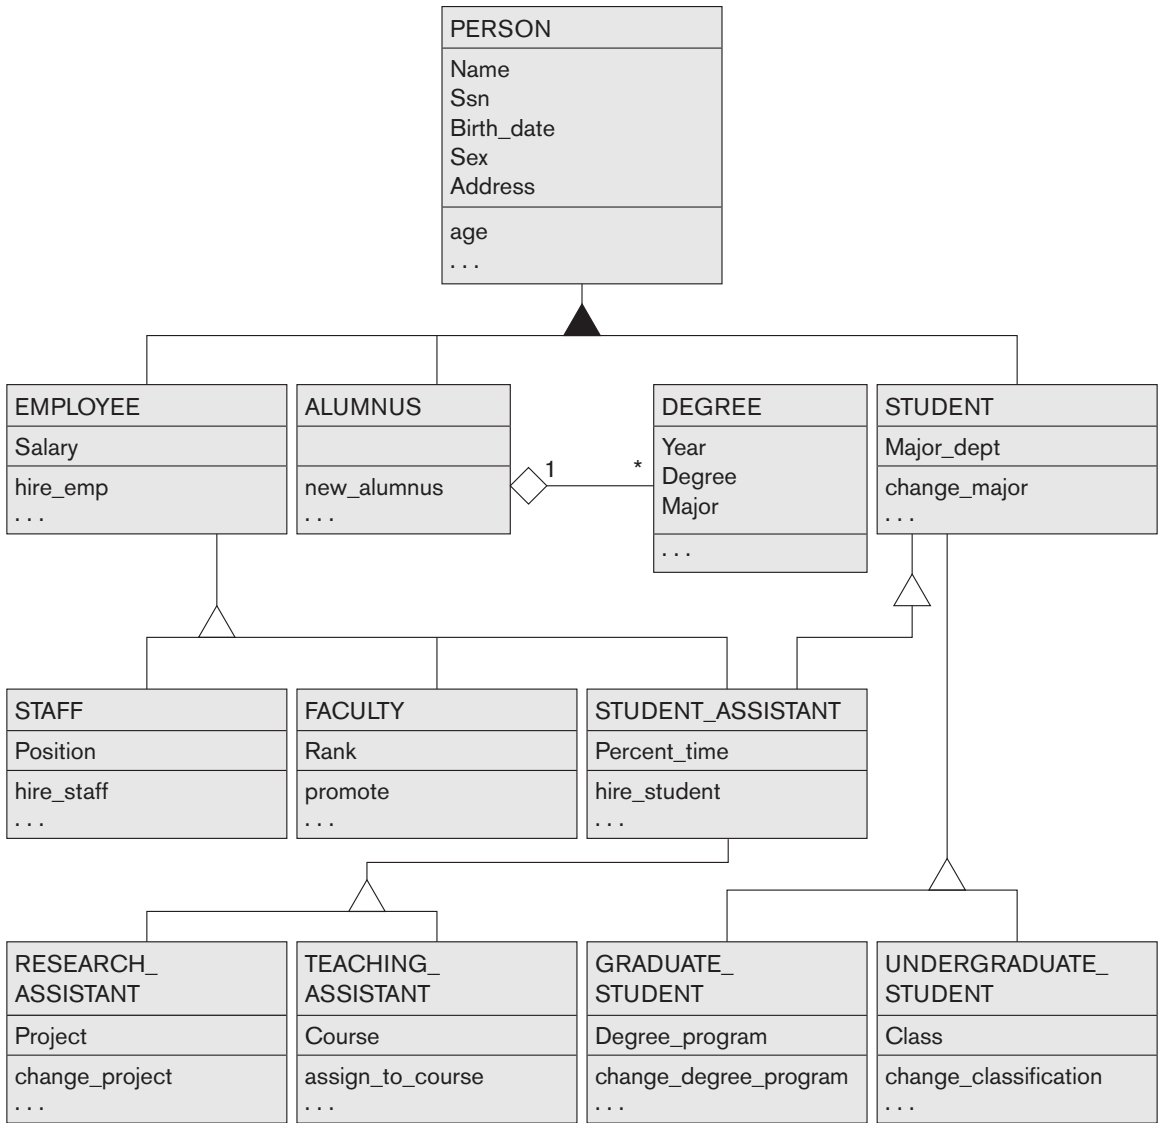 PERSON
Name
Ssn
Birth_date
Sex
Address
age
. . .
EMPLOYEE
Salary
hire_emp
. . .
ALUMNUS
new_alumnus
. . .
1
*
DEGREE
Year
Degree
Major
. . .
STUDENT
Major_dept
change_major
. . .
STAFF
Position
hire_staff
. . .
FACULTY
Rank
promote
. . .
STUDENT_ASSISTANT
Percent_time
hire_student
. . .
RESEARCH_
ASSISTANT
Project
change_project
. . .
TEACHING_
ASSISTANT
Course
assign_to_course
. . .
GRADUATE_
STUDENT
Degree_program
change_degree_program
. . .
UNDERGRADUATE_
STUDENT
Class
change_classification
. . .